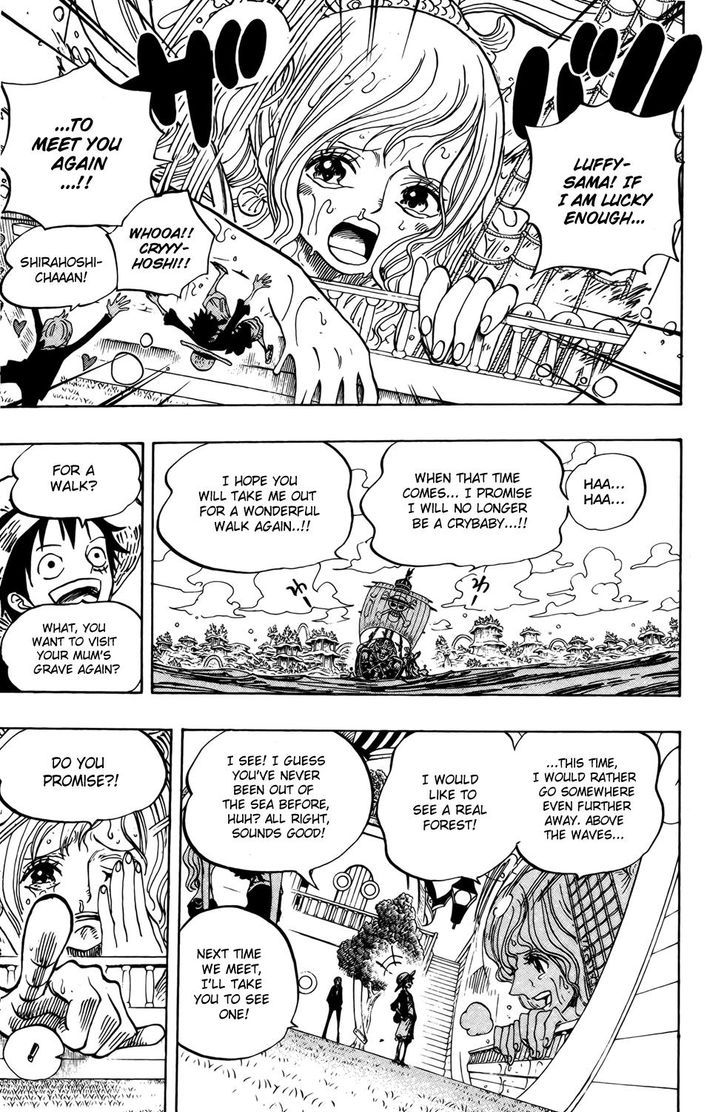 LUFFY-
SAMA! IF
I AM LUCKY
ENOUGH...
...TO
MEET YOU
AGAIN
...!!
WHOOA!!
CRYYY-
HOSHI!!
SHIRAHOSHI-
CHAAAN!
HAA...
HAA...
WHEN THAT TIME
COMES... I PROMISE
I WILL NO LONGER
BE A CRYBABY...!!
I HOPE YOU
WILL TAKE ME OUT
FOR A WONDERFUL
WALK AGAIN..!!
FOR A
WALK?
WHAT, YOU
WANT TO VISIT
YOUR MUM'S
GRAVE AGAIN?
...THIS TIME,
I WOULD RATHER
GO SOMEWHERE
EVEN FURTHER
AWAY. ABOVE
THE WAVES...
I WOULD
LIKE TO
SEE A REAL
FOREST!
I SEE! I GUESS
YOU'VE NEVER
BEEN OUT OF
THE SEA BEFORE,
HUH? ALL RIGHT,
SOUNDS GOOD!
NEXT TIME
WE MEET,
I'LL TAKE
YOU TO SEE
ONE!
DO YOU
PROMISE?!
!